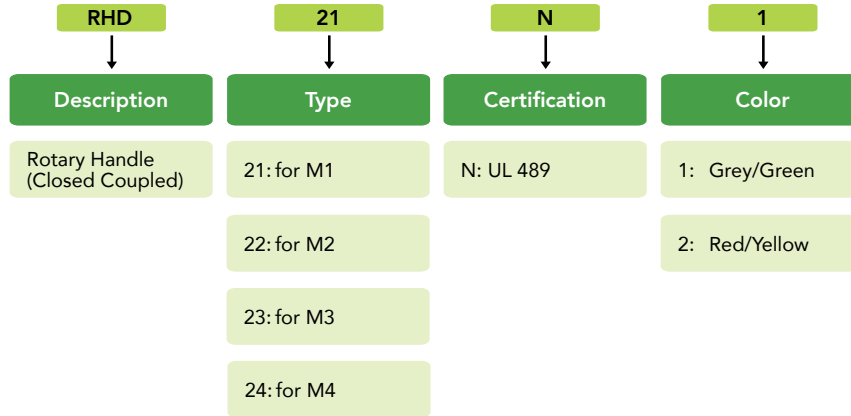 RHD 21 N 1
Description Type Certification Color
Rotary Handle
(Closed Coupled)
21: for M1
22: for M2
23: for M3
24: for M4
N: UL 489
1: Grey/Green
2: Red/Yellow